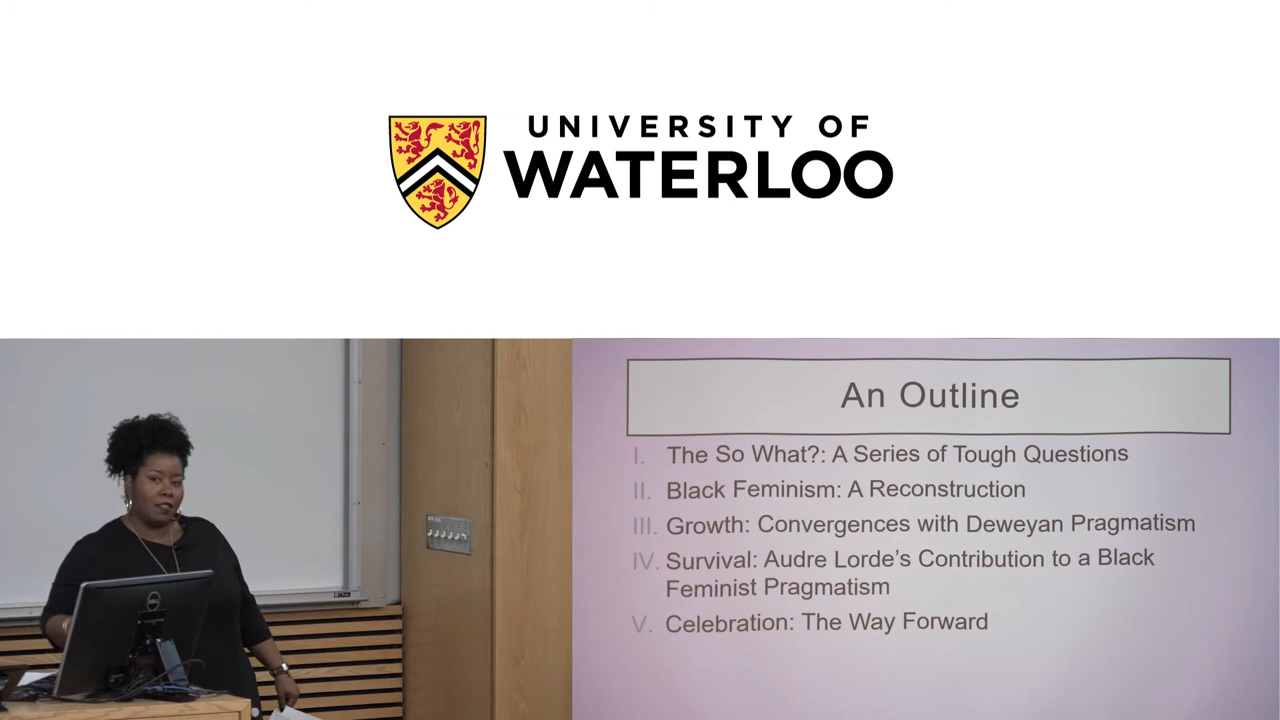 UNIVERSITY OF
WATERLOO
An Outline
I. The So What?: A Series of Tough Questions
II. Black Feminism: A Reconstruction
III. Growth: Convergences with Deweyan Pragmatism
IV. Survival: Audre Lorde's Contribution to a Black
Feminist Pragmatism
V. Celebration: The Way Forward
DELL